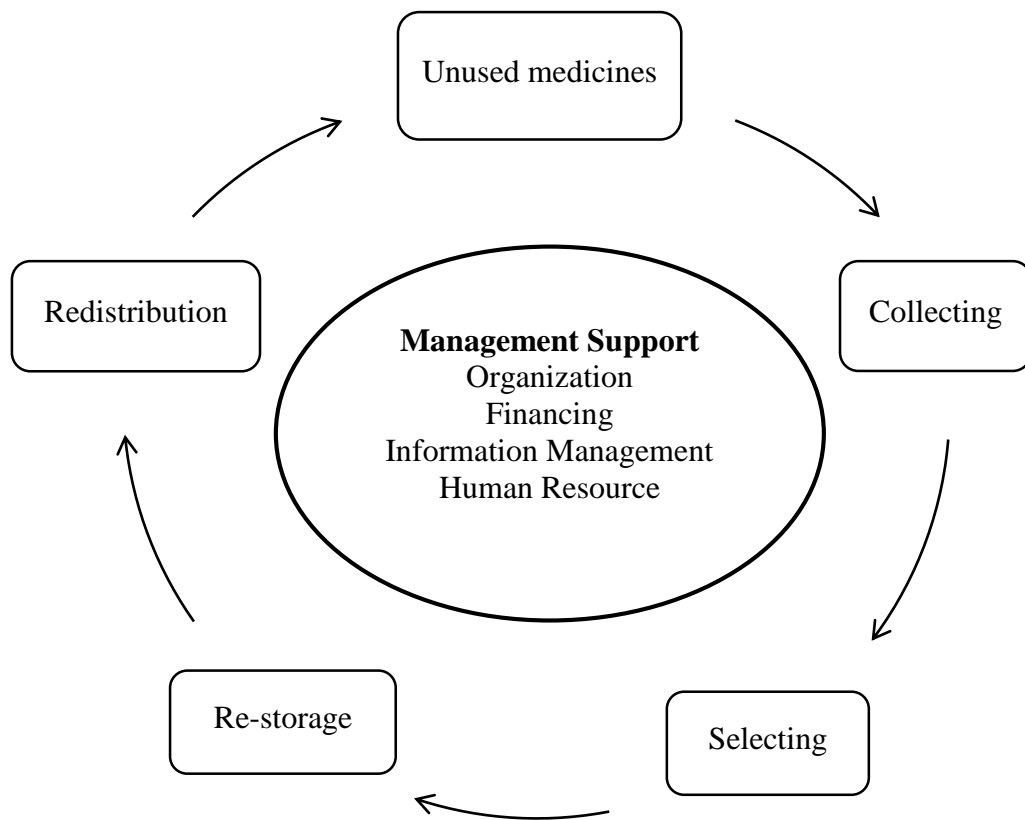 Unused medicines
Redistribution
Collecting
Management Support
Organization
Financing
Information Management
Human Resource
Re-storage
Selecting